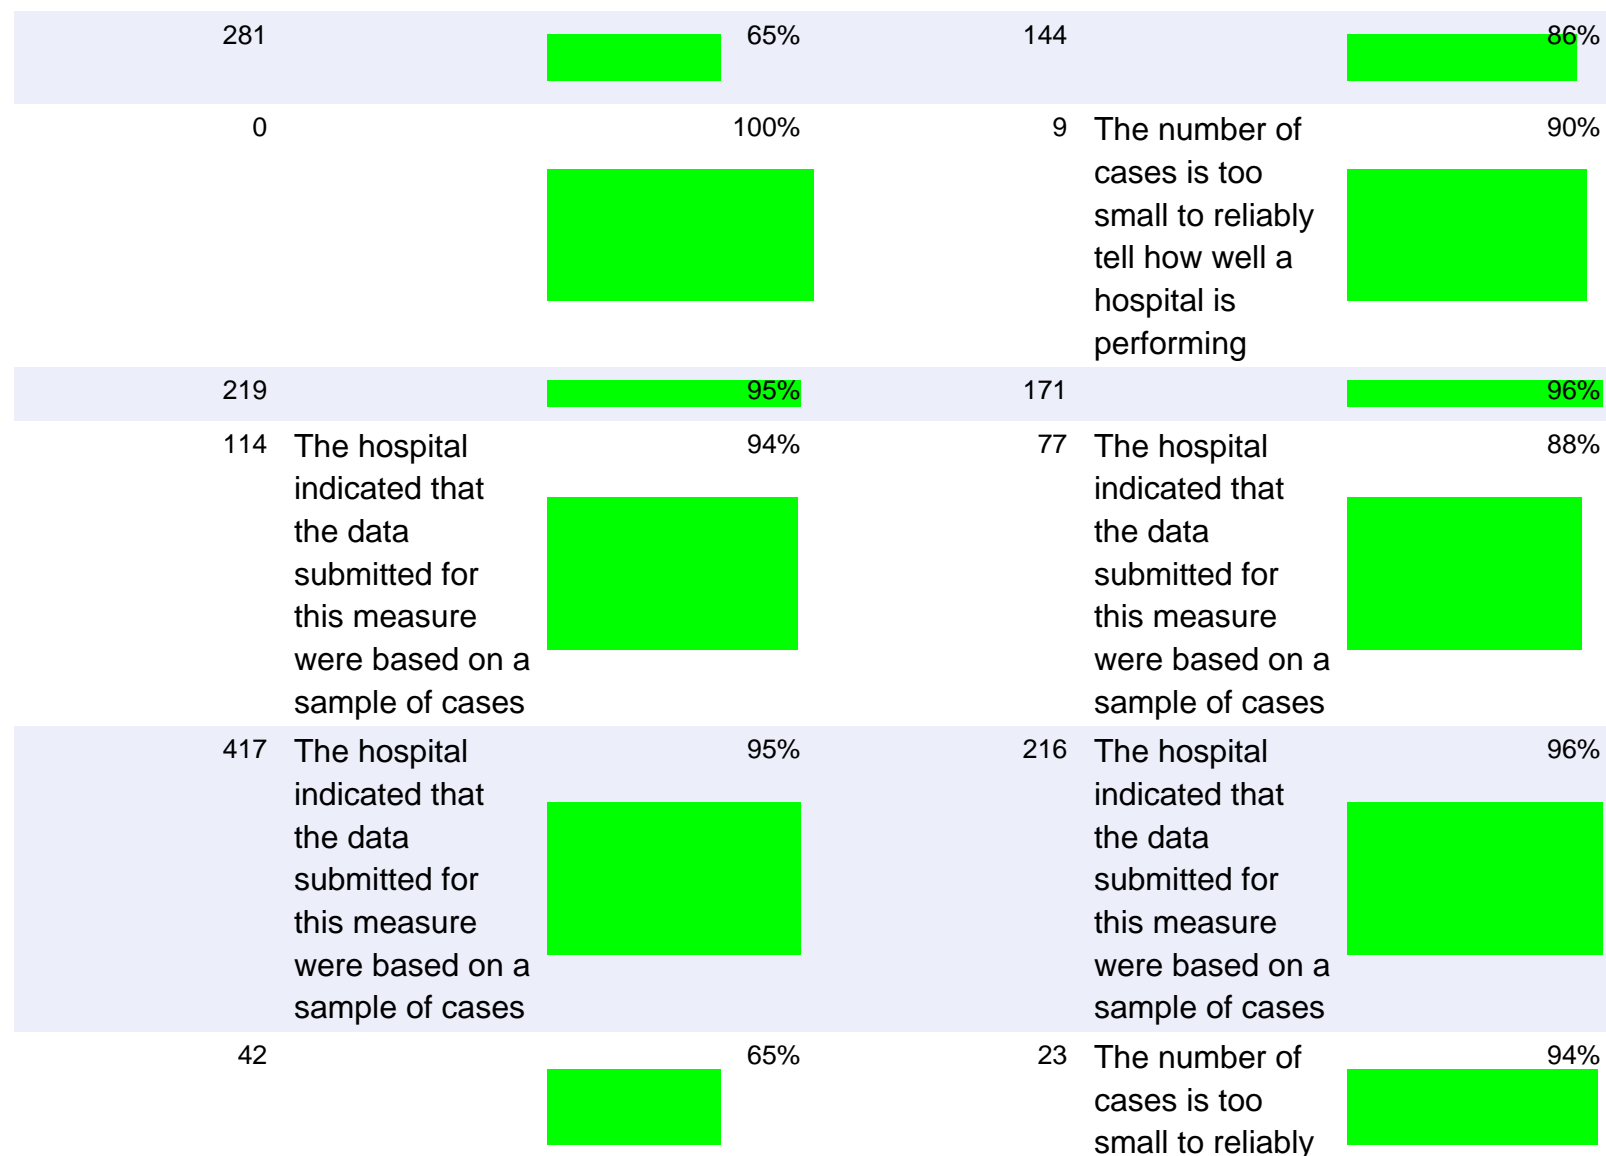 281 65% 144 86%
0 100% 9 The number of 90%
cases is too
small to reliably
tell how well a
hospital is
performing
219 95% 171 96%
114 The hospital 94% 77 The hospital 88%
indicated that indicated that
the data the data
submitted for submitted for
this measure this measure
were based on a were based on a
sample of cases sample of cases
417 The hospital 95% 216 The hospital 96%
indicated that indicated that
the data the data
submitted for submitted for
this measure this measure
were based on a were based on a
sample of cases sample of cases
42 65% 23 The number of 94%
cases is too
small to reliably